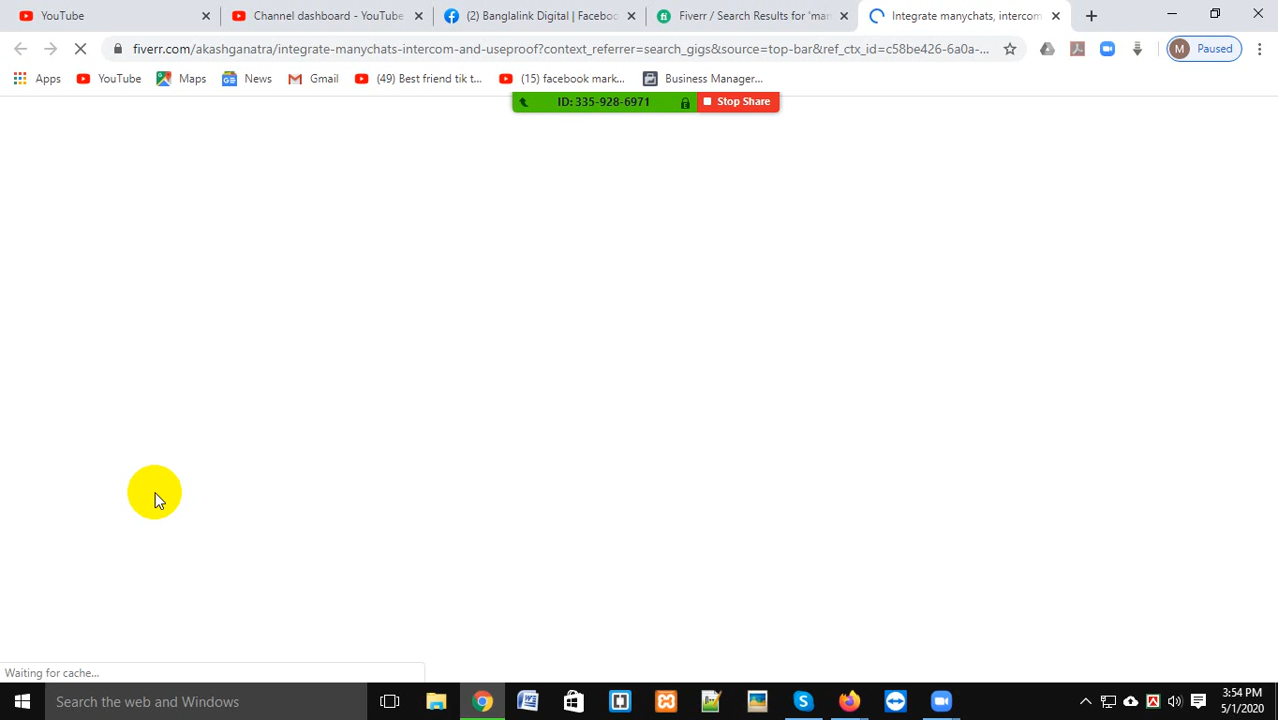 YouTube
Channel dashboard - YouTube
(2) Banglalink Digital | Faceboo
Fiverr / Search Results for 'mar
Integrate manychats, intercom
fiverr.com/akashganatra/integrate-manychats-intercom-and-useproof?context_referrer=search_gigs&source=top-bar&ref_ctx_id=c58be426-6a0a-...
M Paused
Apps
YouTube
Maps
News
Gmail
(49) Best friend tik t...
(15) facebook mark...
Business Manager...
ID: 335-928-6971
Stop Share
Waiting for cache...
Search the web and Windows
3:54 PM
5/1/2020